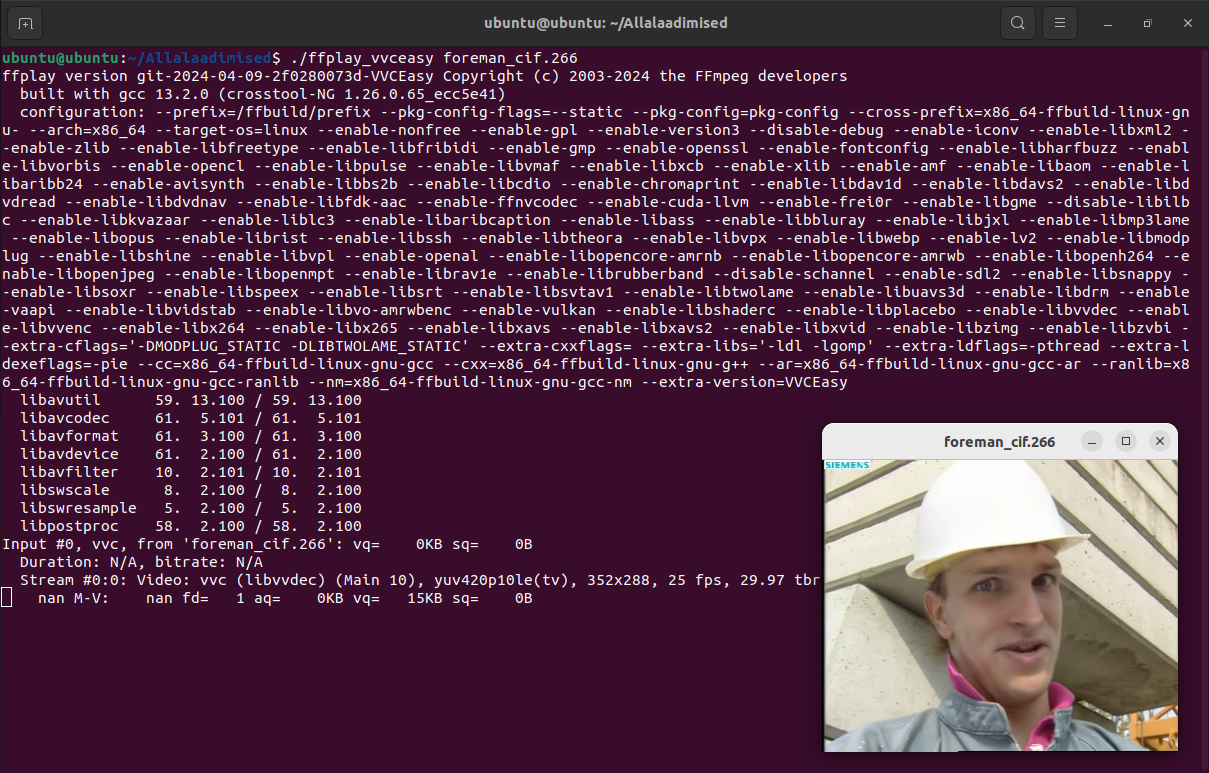 ubuntu@ubuntu: ~/Allalaadimised
ubuntu@ubuntu:~/Allalaadimised$ ./ffplay_vvceasy foreman_cif.266
ffplay version git-2024-04-09-2f0280073d-VVCEasy Copyright (c) 2003-2024 the FFmpeg developers
  built with gcc 13.2.0 (crosstool-NG 1.26.0.65_ecc5e41)
  configuration: --prefix=/ffbuild/prefix --pkg-config-flags=--static --pkg-config=pkg-config --cross-prefix=x86_64-ffbuild-linux-gn
u- --arch=x86_64 --target-os=linux --enable-nonfree --enable-gpl --enable-version3 --disable-debug --enable-iconv --enable-libxml2 -
-enable-zlib --enable-libfreetype --enable-libfribidi --enable-gmp --enable-openssl --enable-fontconfig --enable-libharfbuzz --enabl
e-libvorbis --enable-opencl --enable-libpulse --enable-libvmaf --enable-libxcb --enable-xlib --enable-amf --enable-libaom --enable-l
ibaribb24 --enable-avisynth --enable-libbs2b --enable-libcdio --enable-chromaprint --enable-libdav1d --enable-libdavs2 --enable-libd
vdread --enable-libdvdnav --enable-libfdk-aac --enable-ffnvcodec --enable-cuda-llvm --enable-frei0r --enable-libgme --disable-libilb
c --enable-libkvazaar --enable-liblc3 --enable-libaribcaption --enable-libass --enable-libbluray --enable-libjxl --enable-libmp3lame
 --enable-libopus --enable-librist --enable-libssh --enable-libtheora --enable-libvpx --enable-libwebp --enable-lv2 --enable-libmodp
lug --enable-libshine --enable-libvpl --enable-openal --enable-libopencore-amrnb --enable-libopencore-amrwb --enable-libopenh264 --e
nable-libopenjpeg --enable-libopenmpt --enable-librav1e --enable-librubberband --disable-schannel --enable-sdl2 --enable-libsnappy -
-enable-libsoxr --enable-libspeex --enable-libsrt --enable-libsvtav1 --enable-libtwolame --enable-libuavs3d --enable-libdrm --enable
-vaapi --enable-libvidstab --enable-libvo-amrwbenc --enable-vulkan --enable-libshaderc --enable-libplacebo --enable-libvvdec --enabl
e-libvvenc --enable-libx264 --enable-libx265 --enable-libxavs --enable-libxavs2 --enable-libxvid --enable-libzimg --enable-libzvbi -
-extra-cflags='-DMODPLUG_STATIC -DLIBTWOLAME_STATIC' --extra-cxxflags= --extra-libs='-ldl -lgomp' --extra-ldflags=-pthread --extra-l
dexeflags=-pie --cc=x86_64-ffbuild-linux-gnu-gcc --cxx=x86_64-ffbuild-linux-gnu-g++ --ar=x86_64-ffbuild-linux-gnu-gcc-ar --ranlib=x8
6_64-ffbuild-linux-gnu-gcc-ranlib --nm=x86_64-ffbuild-linux-gnu-gcc-nm --extra-version=VVCEasy
  libavutil      59. 13.100 / 59. 13.100
  libavcodec     61.  5.101 / 61.  5.101
  libavformat    61.  3.100 / 61.  3.100
  libavdevice    61.  2.100 / 61.  2.100
  libavfilter    10.  2.101 / 10.  2.101
  libswscale      8.  2.100 /  8.  2.100
  libswresample   5.  2.100 /  5.  2.100
  libpostproc    58.  2.100 / 58.  2.100
Input #0, vvc, from 'foreman_cif.266': vq=    0KB sq=    0B
  Duration: N/A, bitrate: N/A
  Stream #0:0: Video: vvc (libvvdec) (Main 10), yuv420p10le(tv), 352x288, 25 fps, 29.97 tbr
    nan M-V:    nan fd=   1 aq=    0KB vq=   15KB sq=    0B
foreman_cif.266
SIEMENS